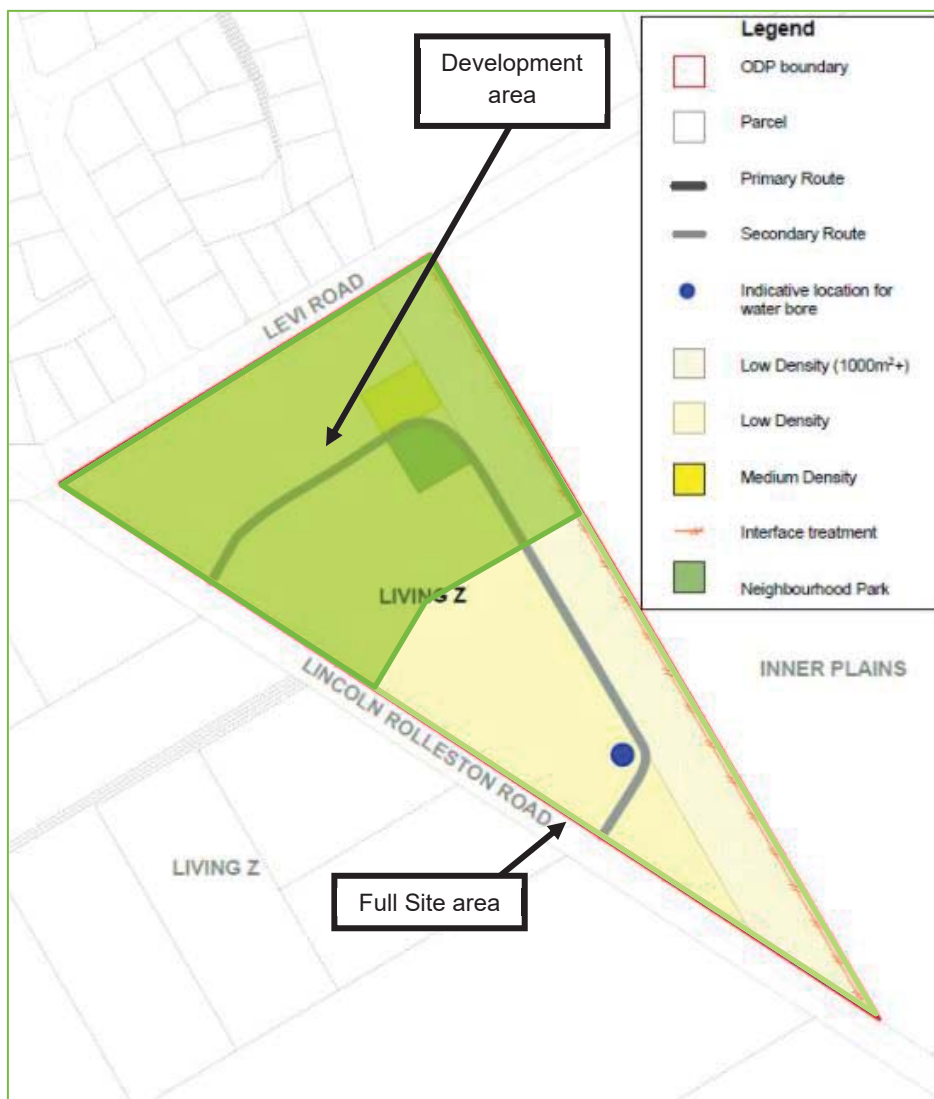 Development
area
Legend
ODP boundary
Parcel
Primary Route
Secondary Route
Indicative location for
water bore
Low Density (1000m²+)
Low Density
Medium Density
Interface treatment
Neighbourhood Park
LEVI ROAD
LIVING Z
INNER PLAINS
LINCOLN ROLLESTON ROAD
LIVING Z
Full Site area